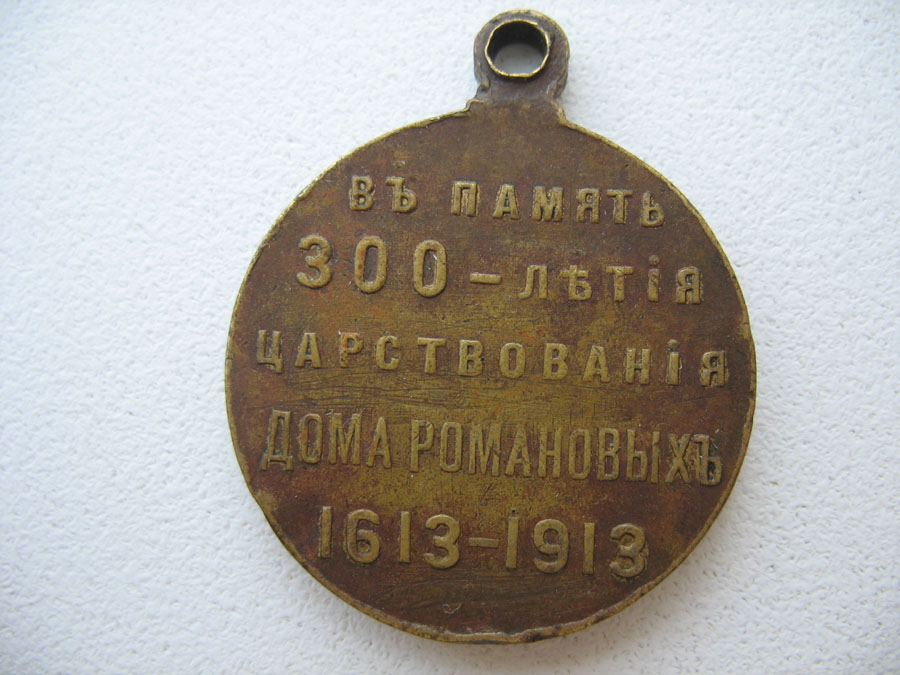 ВЪ ПАМЯТЬ
300-ЛѢТІЯ
ЦАРСТВОВАНІЯ
ДОМА РОМАНОВЫХЪ
1613-1913